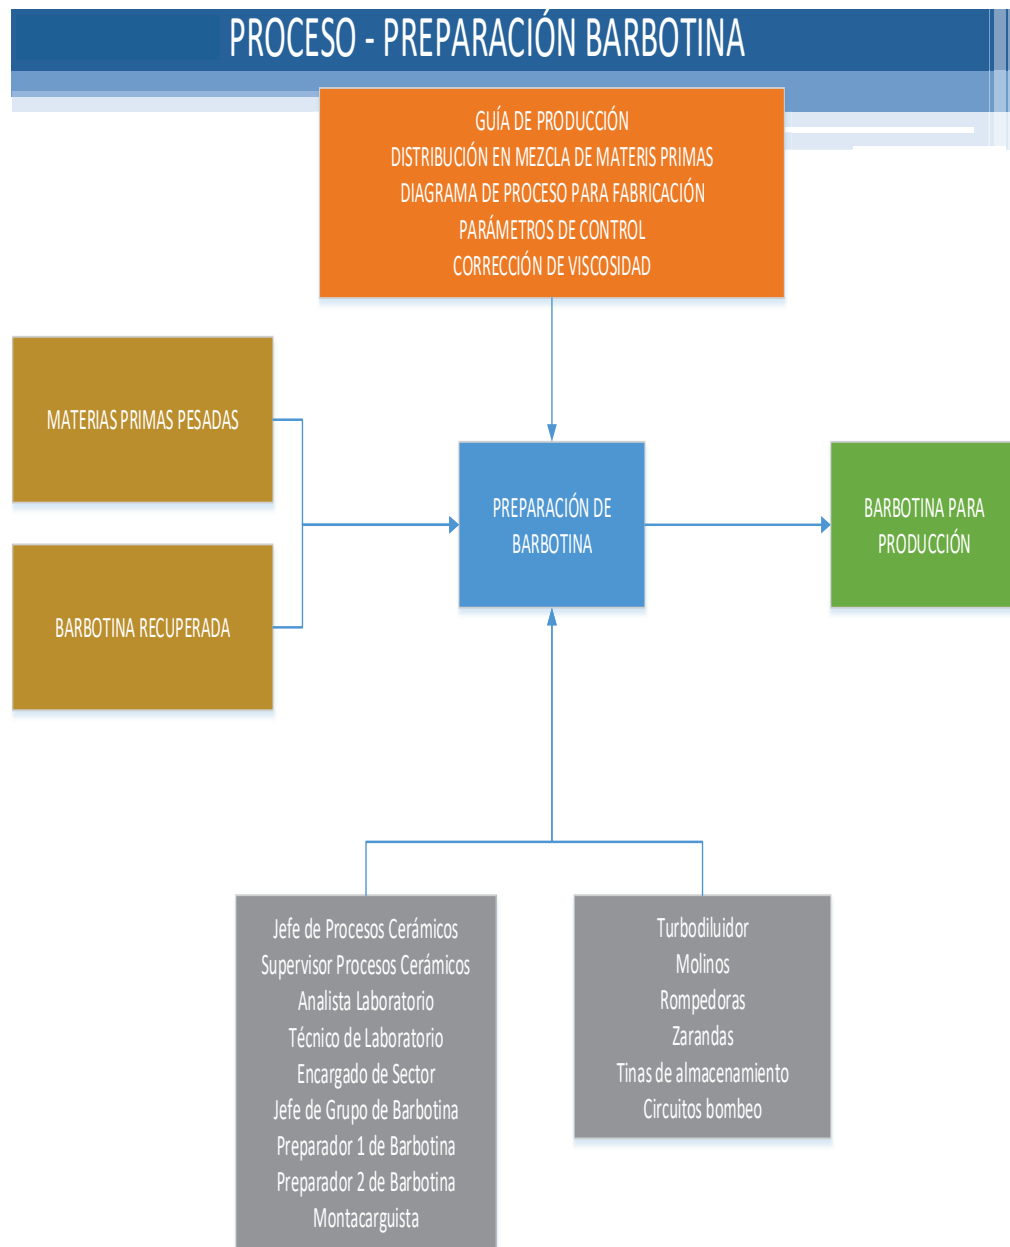 PROCESO - PREPARACIÓN BARBOTINA
GUÍA DE PRODUCCIÓN
DISTRIBUCIÓN EN MEZCLA DE MATERIS PRIMAS
DIAGRAMA DE PROCESO PARA FABRICACIÓN
PARÁMETROS DE CONTROL
CORRECCIÓN DE VISCOSIDAD
MATERIAS PRIMAS PESADAS
BARBOTINA RECUPERADA
PREPARACIÓN DE
BARBOTINA
BARBOTINA PARA
PRODUCCIÓN
Jefe de Procesos Cerámicos
Supervisor Procesos Cerámicos
Analista Laboratorio
Técnico de Laboratorio
Encargado de Sector
Jefe de Grupo de Barbotina
Preparador 1 de Barbotina
Preparador 2 de Barbotina
Montacarguista
Turbodiluidor
Molinos
Rompedoras
Zarandas
Tinas de almacenamiento
Circuitos bombeo